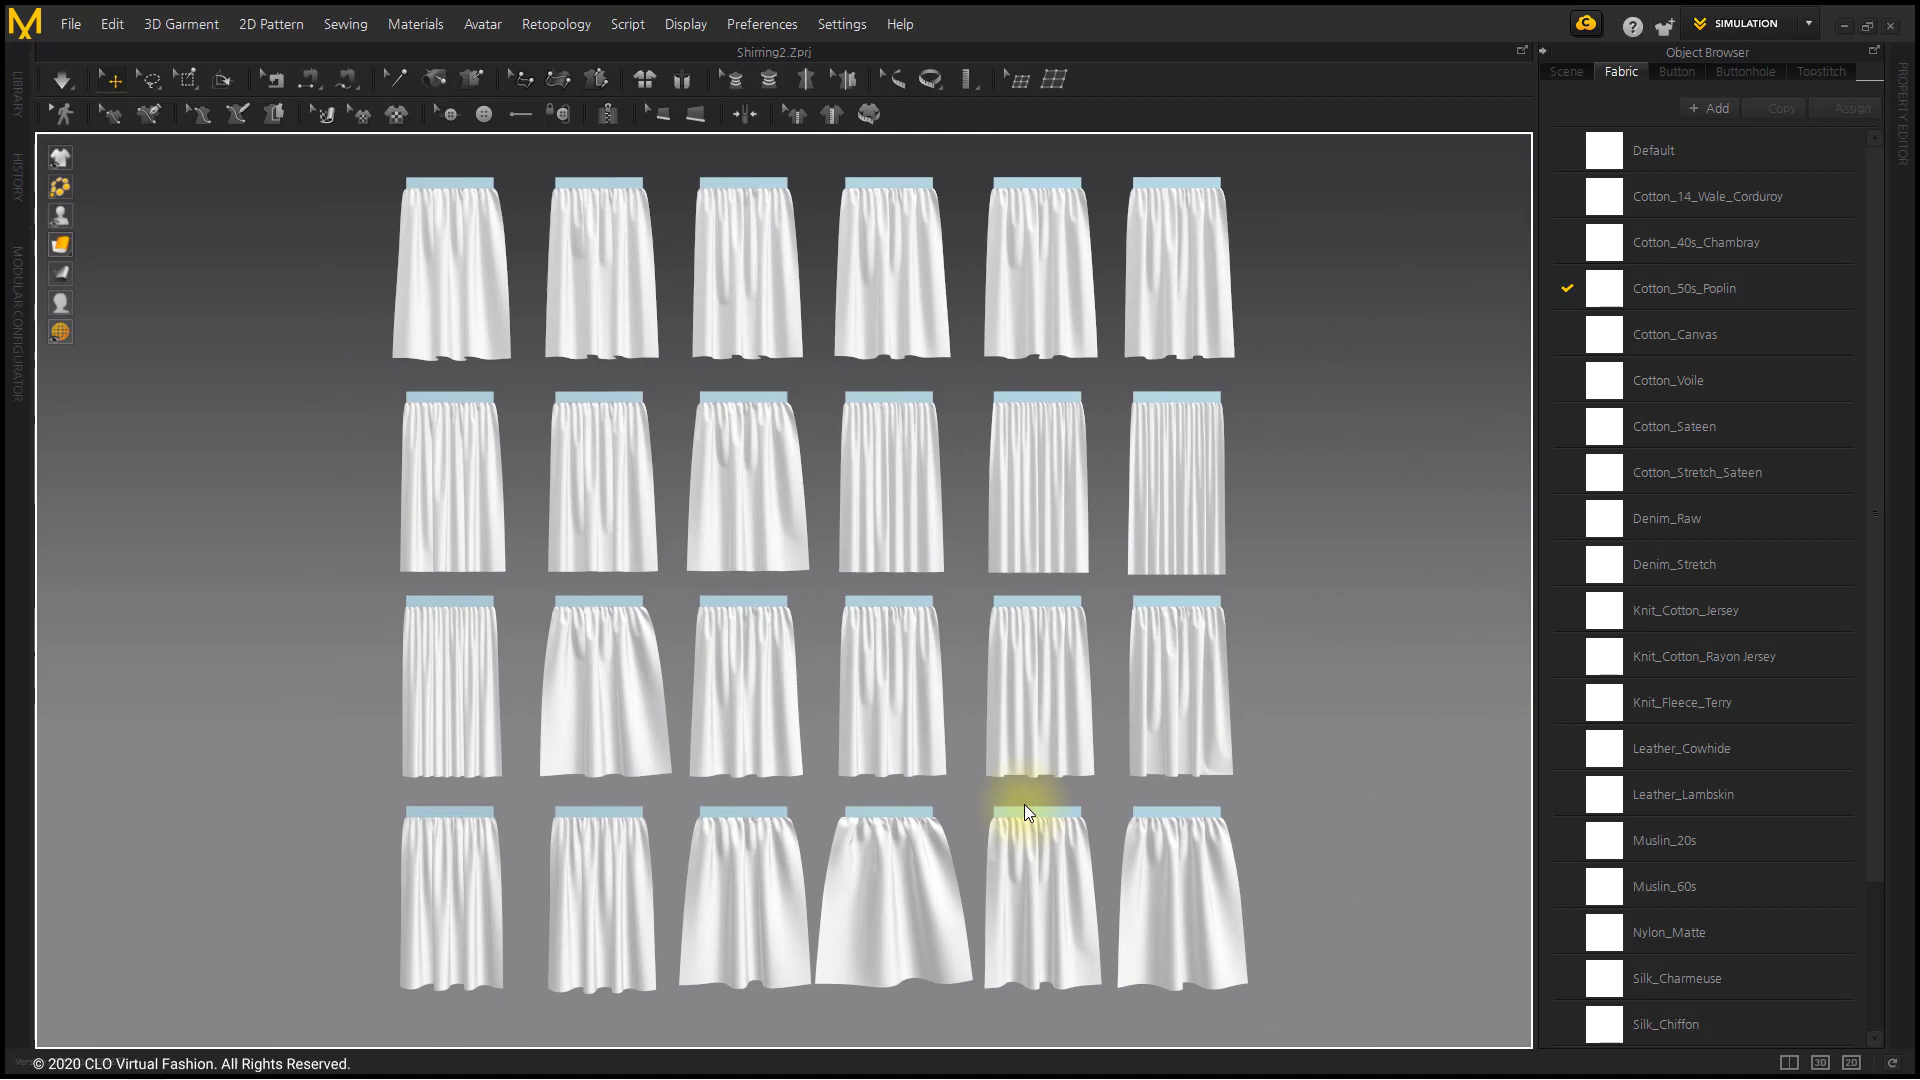 File Edit 3D Garment 2D Pattern Sewing Materials Avatar Retopology Script Display Preferences Settings Help
SIMULATION
Shirring2.Zprj
Object Browser
Scene Fabric Button Buttonhole Topstitch
+ Add Copy Assign
LIBRARY
HISTORY
MODULAR CONFIGURATOR
PROPERTY EDITOR
Default
Cotton_14_Wale_Corduroy
Cotton_40s_Chambray
Cotton_50s_Poplin
Cotton_Canvas
Cotton_Voile
Cotton_Sateen
Cotton_Stretch_Sateen
Denim_Raw
Denim_Stretch
Knit_Cotton_Jersey
Knit_Cotton_Rayon Jersey
Knit_Fleece_Terry
Leather_Cowhide
Leather_Lambskin
Muslin_20s
Muslin_60s
Nylon_Matte
Silk_Charmeuse
Silk_Chiffon
© 2020 CLO Virtual Fashion. All Rights Reserved.
3D 2D